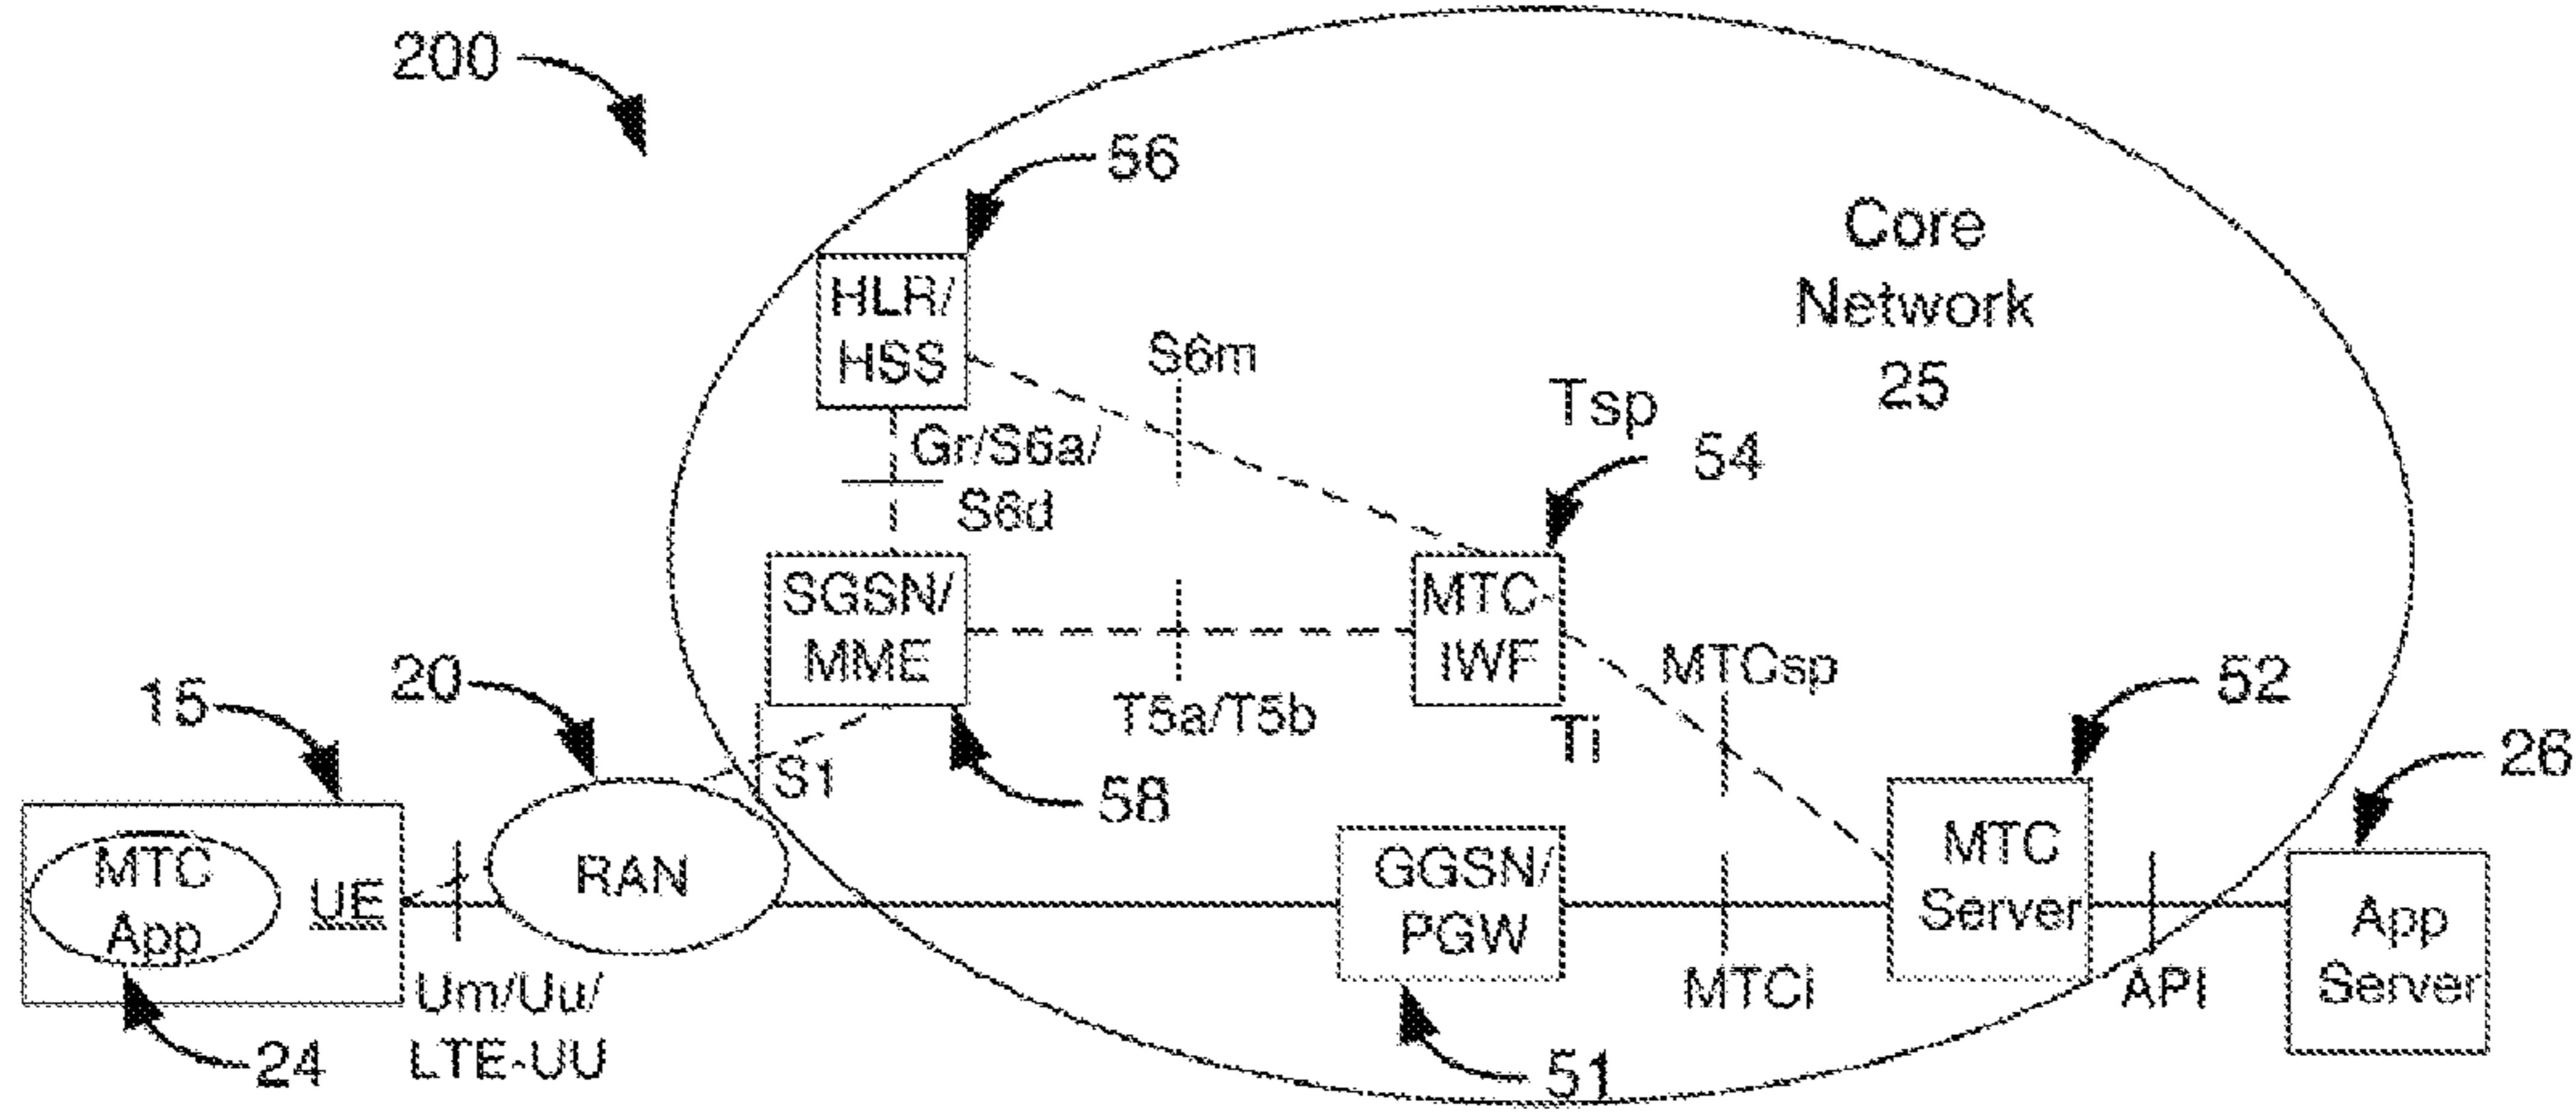 200
56
Core
Network
25
HLR/
HSS
S6m
Tsp
54
Gr/S6a/
S6d
SGSN/
MME
MTC-
IWF
T5a/T5b
Ti
MTCsp
52
15
20
S1
58
26
MTC
App
UE
RAN
GGSN/
PGW
MTC
Server
App
Server
Um/Uu/
LTE-UU
MTCi
API
24
51